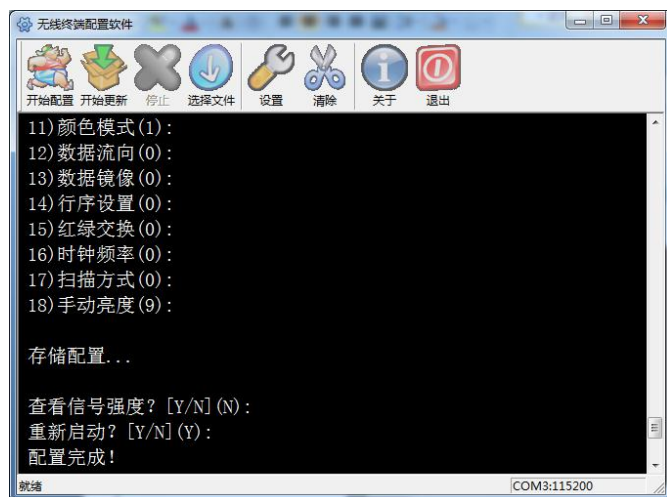 无线终端配置软件
开始配置 开始更新 停止 选择文件 设置 清除 关于 退出
11)颜色模式(1):
12)数据流向(0):
13)数据镜像(0):
14)行序设置(0):
15)红绿交换(0):
16)时钟频率(0):
17)扫描方式(0):
18)手动亮度(9):
存储配置...
查看信号强度? [Y/N](N):
重新启动? [Y/N](Y):
配置完成!
就绪 COM3:115200